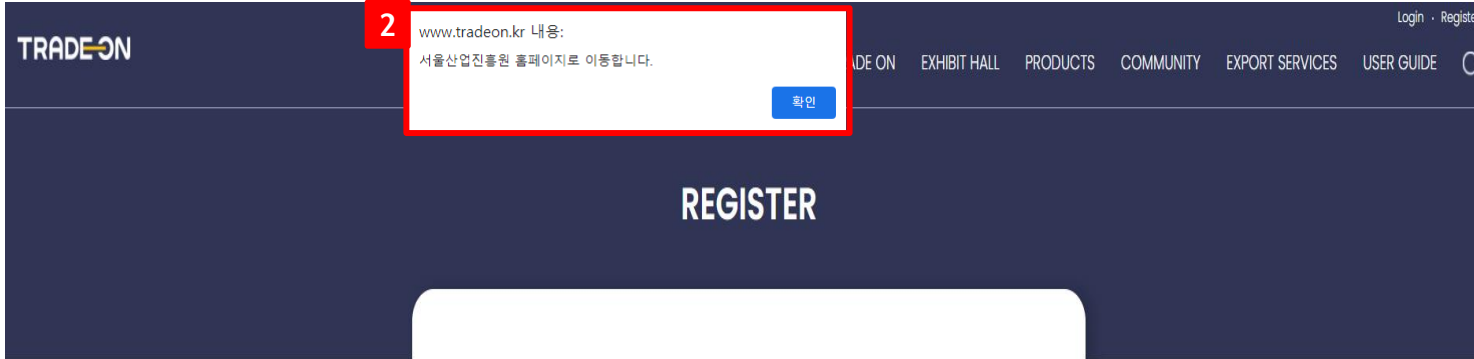 Login · Registe
2
www.tradeon.kr 내용:
서울산업진흥원 홈페이지로 이동합니다.
확인
TRADE-ON
ADE ON EXHIBIT HALL PRODUCTS COMMUNITY EXPORT SERVICES USER GUIDE
REGISTER